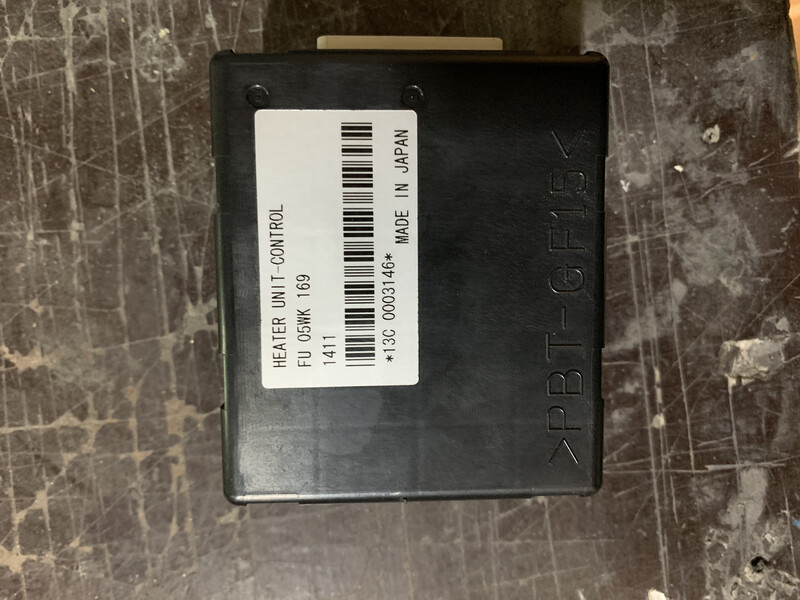 HEATER UNIT-CONTROL
FU 05WK 169
1411
*13C 0003146*
MADE IN JAPAN
>PBT-GF15<